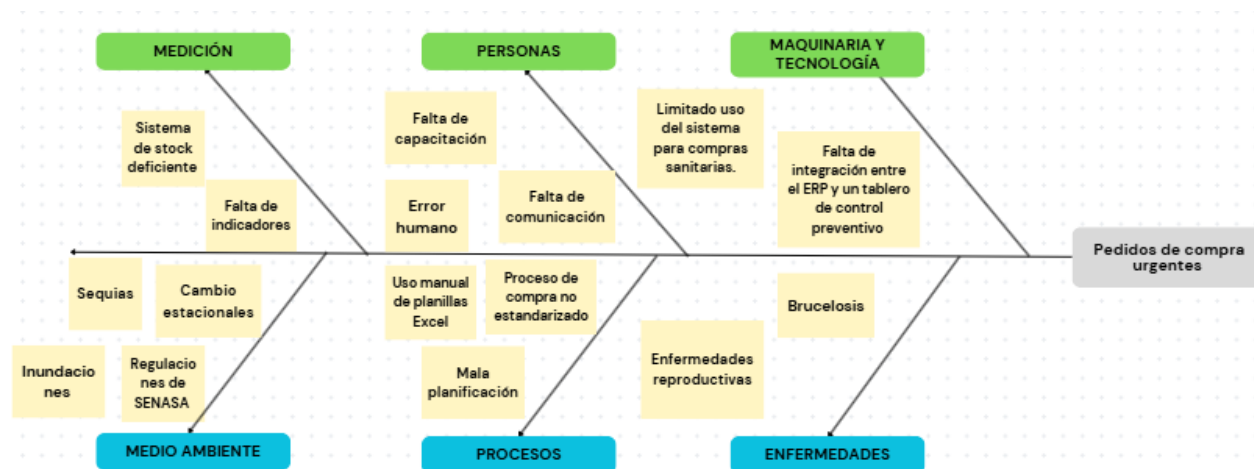 MEDICIÓN
PERSONAS
MAQUINARIA Y
TECNOLOGÍA
Sistema
de stock
deficiente
Falta de
indicadores
Falta de
capacitación
Error
humano
Falta de
comunicación
Limitado uso
del sistema
para compras
sanitarias.
Falta de
integración entre
el ERP y un tablero
de control
preventivo
Pedidos de compra
urgentes
Sequias
Cambio
estacionales
Inundacio
nes
Regulacio
nes de
SENASA
Uso manual
de planillas
Excel
Proceso de
compra no
estandarizado
Mala
planificación
Brucelosis
Enfermedades
reproductivas
MEDIO AMBIENTE
PROCESOS
ENFERMEDADES